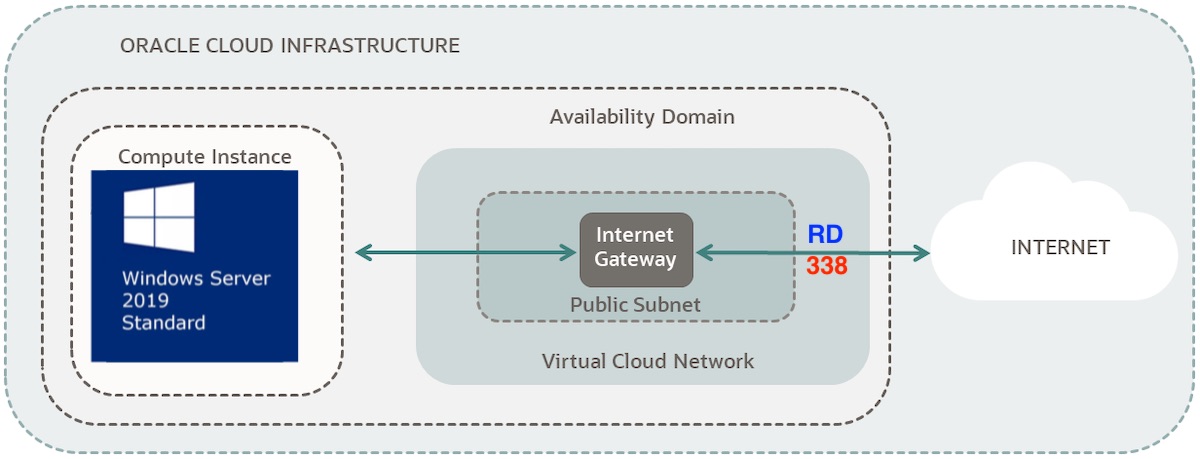 ORACLE CLOUD INFRASTRUCTURE
Availability Domain
Compute Instance
Windows Server
2019
Standard
Internet
Gateway
Public Subnet
Virtual Cloud Network
RD
338
INTERNET